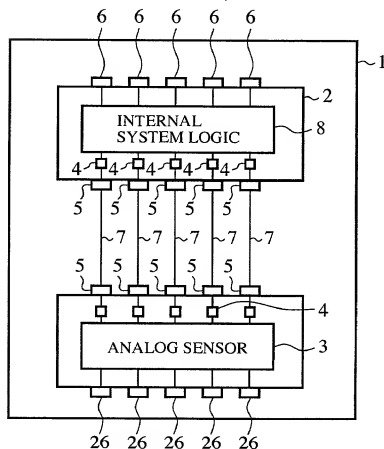 6 6 6 6 6
1
2
INTERNAL
SYSTEM LOGIC
8
4 4 4 4 4
5 5 5 5 5
7 7 7 7 7
5 5 5 5 5
4
ANALOG SENSOR
3
26 26 26 26 26